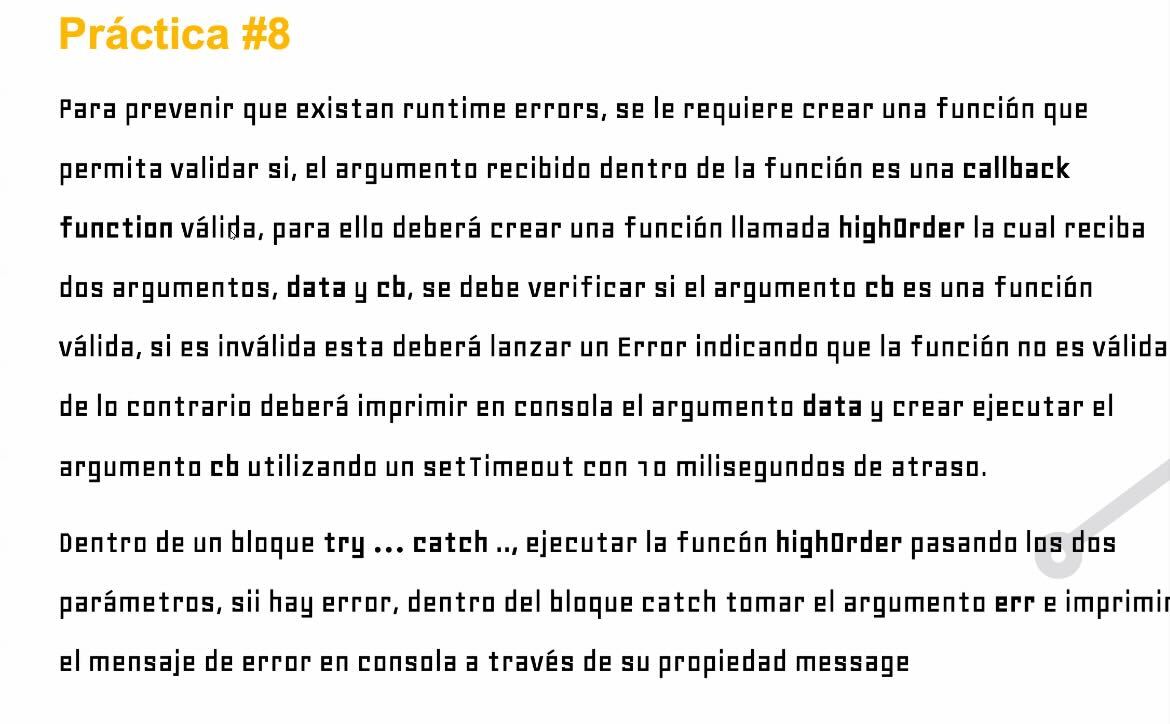 Práctica #8
Para prevenir que existan runtime errors, se le requiere crear una función que
permita validar si, el argumento recibido dentro de la función es una callback
function válida, para ello deberá crear una función llamada highOrder la cual reciba
dos argumentos, data y cb, se debe verificar si el argumento cb es una función
válida, si es inválida esta deberá lanzar un Error indicando que la función no es válida
de lo contrario deberá imprimir en consola el argumento data y crear ejecutar el
argumento cb utilizando un setTimeout con 10 milisegundos de atraso.
Dentro de un bloque try ... catch .., ejecutar la funcón highOrder pasando los dos
parámetros, sii hay error, dentro del bloque catch tomar el argumento err e imprimir
el mensaje de error en consola a través de su propiedad message